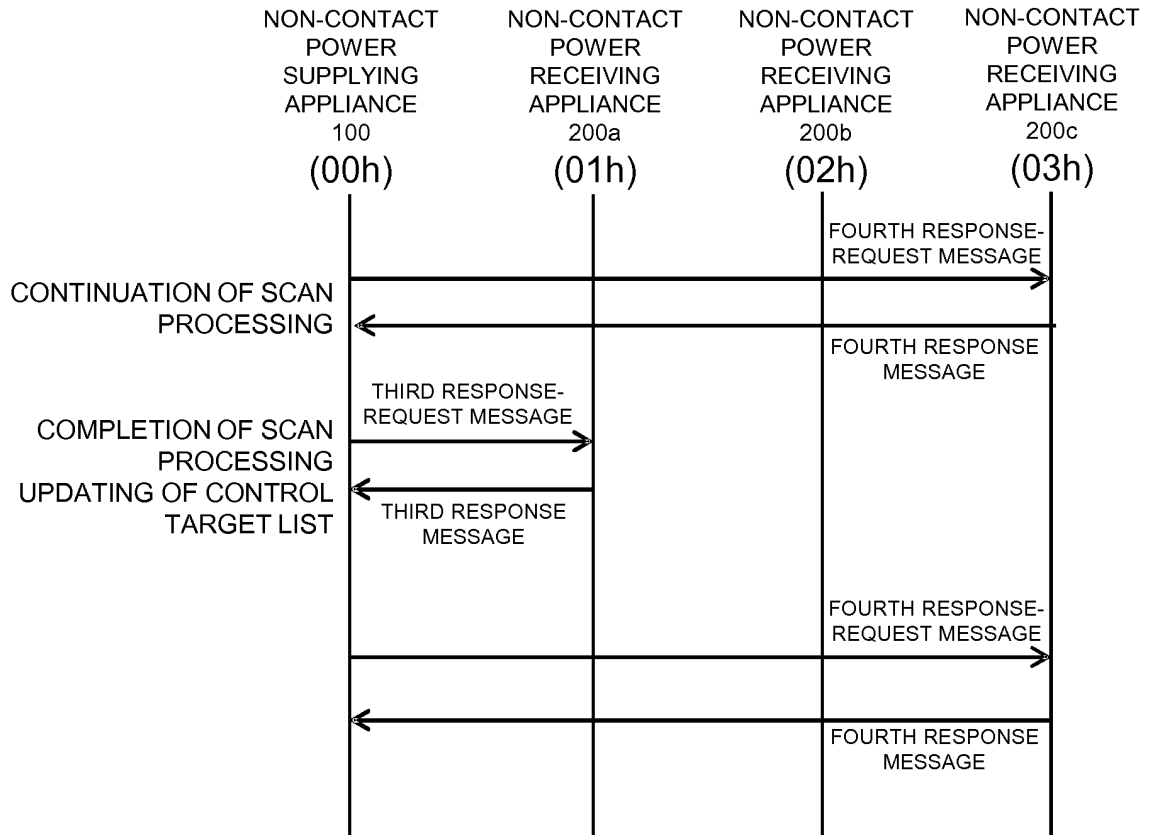 NON-CONTACT
POWER
SUPPLYING
APPLIANCE
100
(00h)
NON-CONTACT
POWER
RECEIVING
APPLIANCE
200a
(01h)
NON-CONTACT
POWER
RECEIVING
APPLIANCE
200b
(02h)
NON-CONTACT
POWER
RECEIVING
APPLIANCE
200c
(03h)
FOURTH RESPONSE-
REQUEST MESSAGE
CONTINUATION OF SCAN
PROCESSING
FOURTH RESPONSE
MESSAGE
THIRD RESPONSE-
REQUEST MESSAGE
COMPLETION OF SCAN
PROCESSING
UPDATING OF CONTROL
TARGET LIST
THIRD RESPONSE
MESSAGE
FOURTH RESPONSE-
REQUEST MESSAGE
FOURTH RESPONSE
MESSAGE